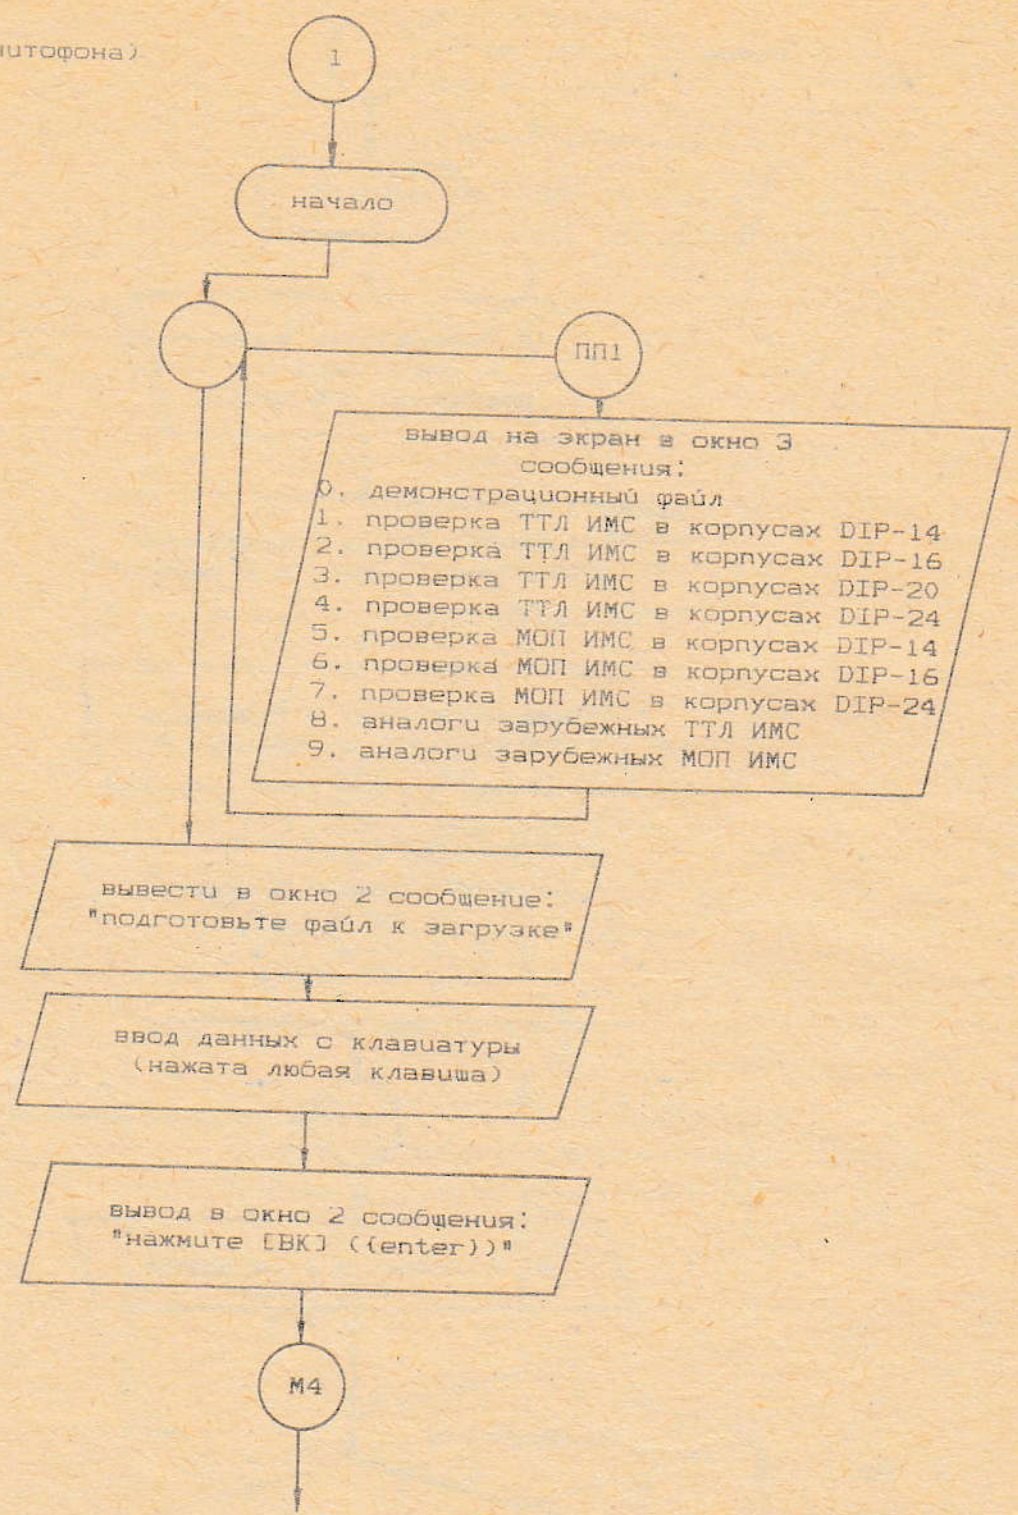 1
начало
ПП1
вывод на экран в окно 3
сообщения:
0. демонстрационный файл
1. проверка ТТЛ ИМС в корпусах DIP-14
2. проверка ТТЛ ИМС в корпусах DIP-16
3. проверка ТТЛ ИМС в корпусах DIP-20
4. проверка ТТЛ ИМС в корпусах DIP-24
5. проверка МОП ИМС в корпусах DIP-14
6. проверка МОП ИМС в корпусах DIP-16
7. проверка МОП ИМС в корпусах DIP-24
8. аналоги зарубежных ТТЛ ИМС
9. аналоги зарубежных МОП ИМС
вывести в окно 2 сообщение:
"подготовьте файл к загрузке"
ввод данных с клавиатуры
(нажата любая клавиша)
вывод в окно 2 сообщения:
"нажмите [ВК] ((enter))"
М4